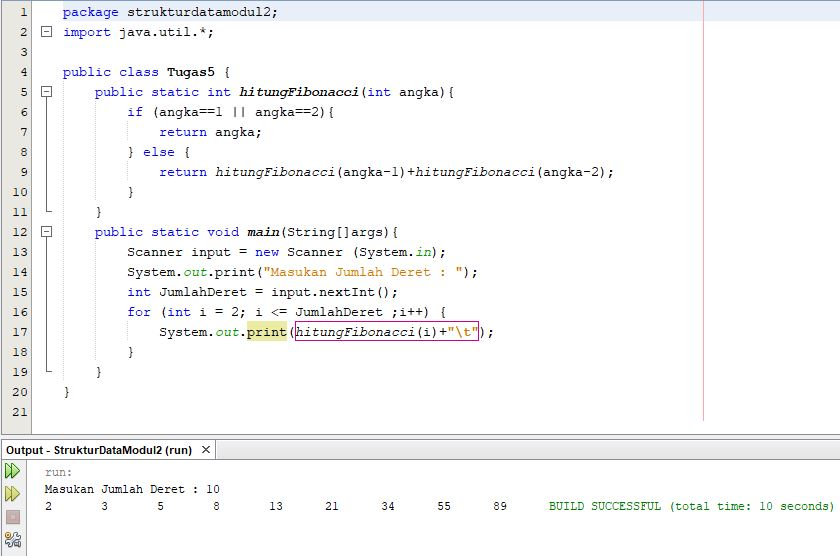 1 package strukturdatamodul2;
2 import java.util.*;
3
4 public class Tugas5 {
5 public static int hitungFibonacci(int angka){
6 if (angka==1 || angka==2){
7 return angka;
8 } else {
9 return hitungFibonacci(angka-1)+hitungFibonacci(angka-2);
10 }
11 }
12 public static void main(String[]args){
13 Scanner input = new Scanner (System.in);
14 System.out.print("Masukan Jumlah Deret : ");
15 int JumlahDeret = input.nextInt();
16 for (int i = 2; i <= JumlahDeret ;i++) {
17 System.out.print(hitungFibonacci(i)+"\t");
18 }
19 }
20 }
21
Output - StrukturDataModul2 (run) ×
run:
Masukan Jumlah Deret : 10
2 3 5 8 13 21 34 55 89 BUILD SUCCESSFUL (total time: 10 seconds)